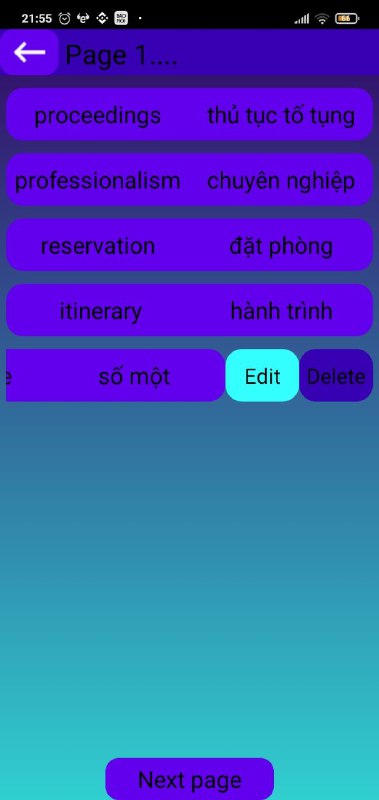 21:55 66
Page 1....
proceedings thủ tục tố tụng
professionalism chuyên nghiệp
reservation đặt phòng
itinerary hành trình
e số một Edit Delete
Next page